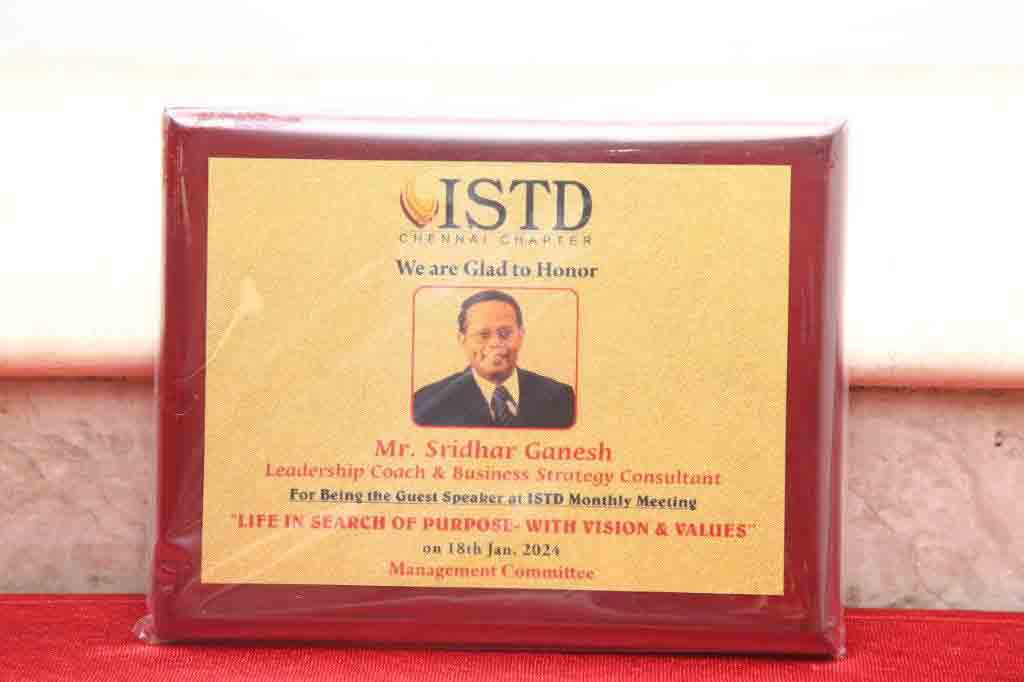 ISTD
CHENNAI CHAPTER
We are Glad to Honor
Mr. Sridhar Ganesh
Leadership Coach & Business Strategy Consultant
For Being the Guest Speaker at ISTD Monthly Meeting
"LIFE IN SEARCH OF PURPOSE- WITH VISION & VALUES"
on 18th Jan, 2024
Management Committee